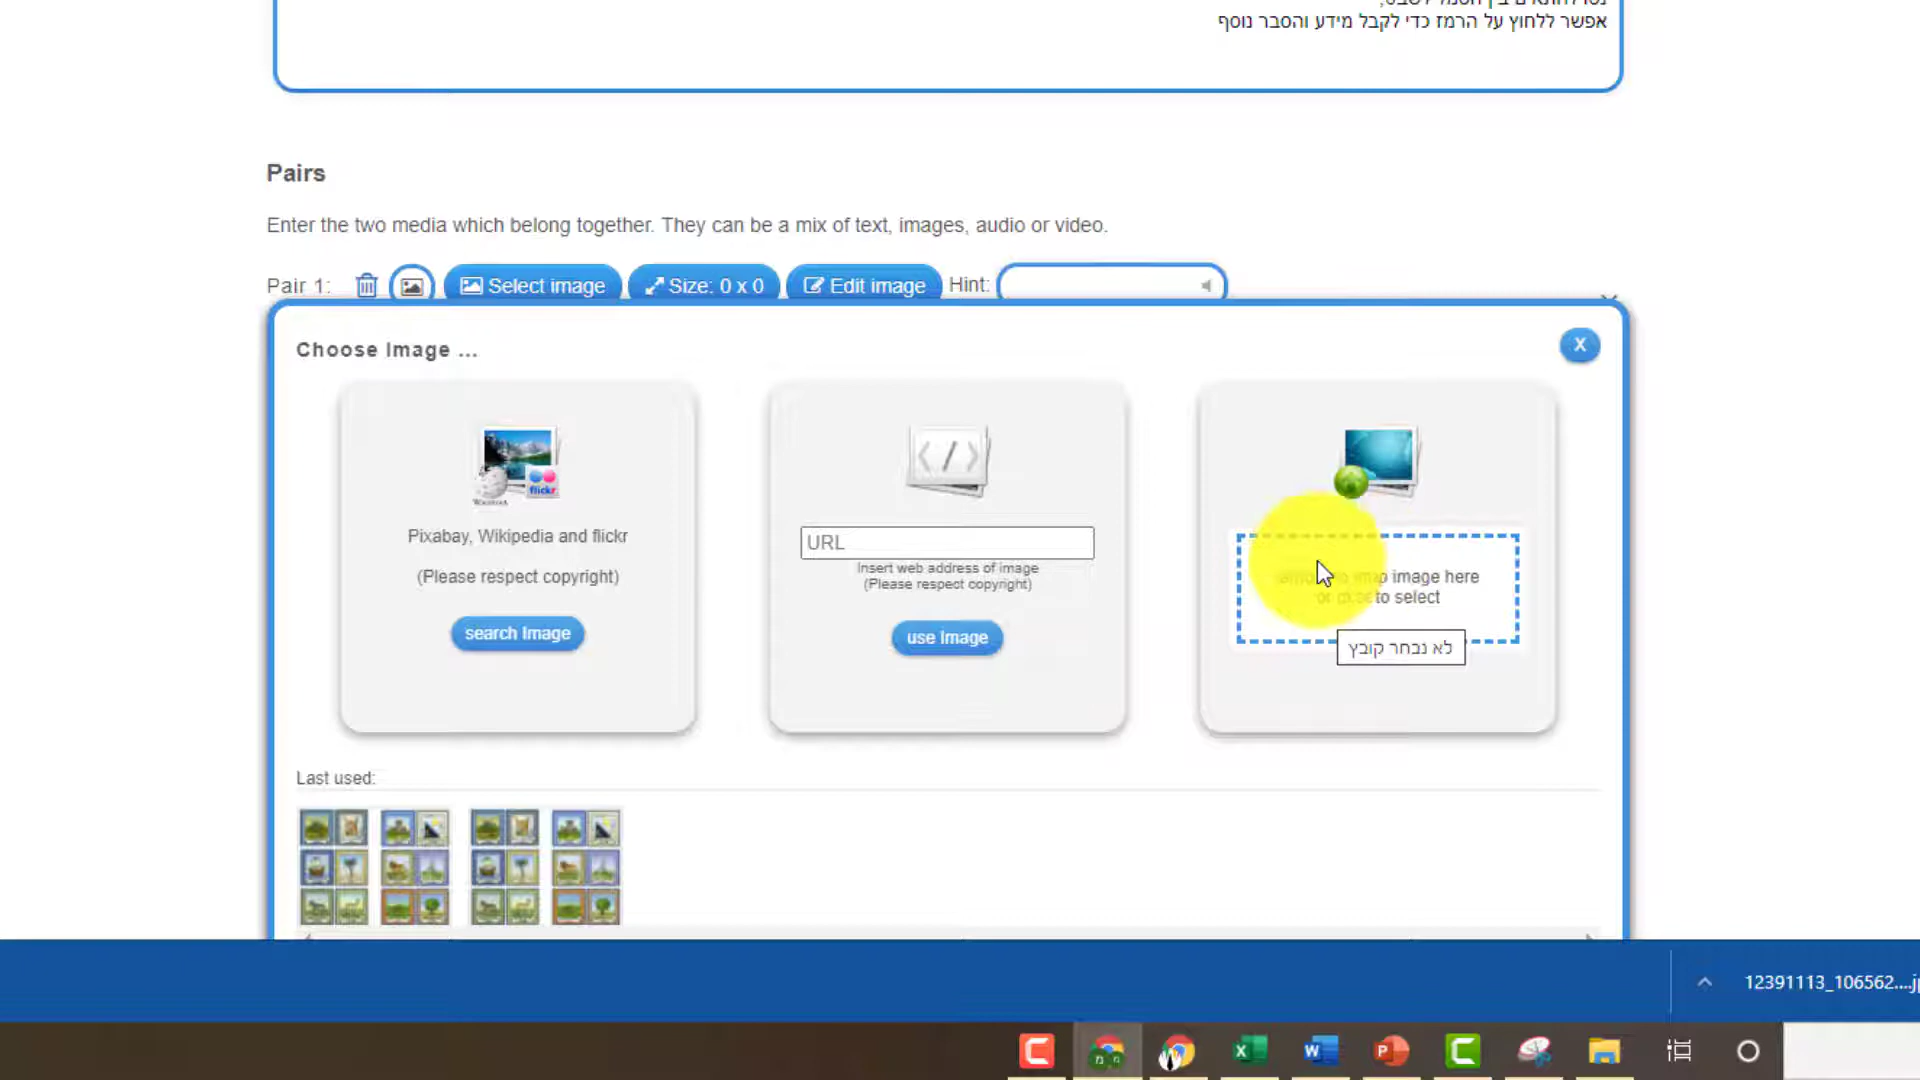 אפשר ללחוץ על הרמז כדי לקבל מידע והסבר נוסף
Pairs
Enter the two media which belong together. They can be a mix of text, images, audio or video.
Pair 1: Select image Size: 0 x 0 Edit image Hint:
Choose Image ...
X
flickr
WIKIPEDIA
Pixabay, Wikipedia and flickr
(Please respect copyright)
search Image
</>
URL
Insert web address of image
(Please respect copyright)
use Image
image here
to select
לא נבחר קובץ
Last used:
12391113_106562....jp